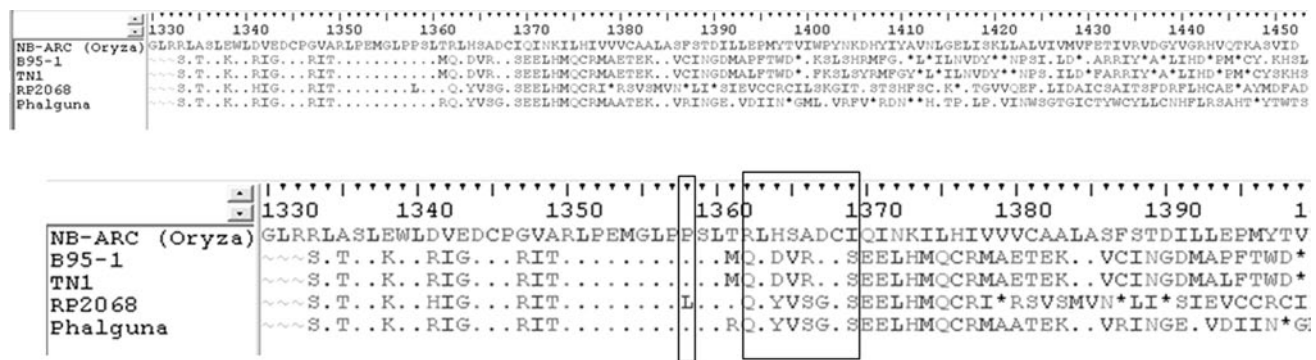 1330 1340 1350 1360 1370 1380 1390 1400 1410 1420 1430 1440 1450
NB-ARC (Oryza) GLRRLASLEWLDVEDCPGVARLPEMGLPPSLTRLHSADCIQINKILHIVVVCAALASFSTDILLEPMYTVIWPYNKDHYIYAVNLGELISKLLALVIVMVFETIVRVDGYVGRHVQTKASVID
B95-1 ~~~S.T..K..RIG...RIT...........MQ.DVR..SEELHMQCRMAETEK..VCINGDMAPFTWD*.KSLSHRMFG.*L*ILNVDY**NPSI.LD*.ARRIY*A*LIHD*PM*CY.KHSL
TN1 ~~~S.T..K..RIG...RIT...........MQ.DVR..SEELHMQCRMAETEK..VCINGDMALFTWD*.FKSLSYRMFGY*L*ILNVDY**NPS.ILD*FARRIY*A*LIHD*PM*CYSKHS
RP2068 ~~~S.T..K..HIG...RIT........L...Q.YVSG.SEELHMQCRI*RSVSMVN*LI*SIEVCCRCILSKGIT.STSHFSC.K*.TGVVQEF.LIDAICSAITSFDRFLHCAE*AYMDFAD
Phalguna ~~~S.T..K..RIG...RIT...........RQ.YVSG.SEELHMQCRMAATEK..VRINGE.VDIIN*GML.VRFV*RDN**H.TP.LP.VINWSGTGICTYWCYLLCNHFLRSAHT*YTWTS
1330 1340 1350 1360 1370 1380 1390 1
NB-ARC (Oryza) GLRRLASLEWLDVEDCPGVARLPEMGLPPSLTRLHSADCIQINKILHIVVVCAALASFSTDILLEPMYTV
B95-1 ~~~S.T..K..RIG...RIT...........MQ.DVR..SEELHMQCRMAETEK..VCINGDMAPFTWD*
TN1 ~~~S.T..K..RIG...RIT...........MQ.DVR..SEELHMQCRMAETEK..VCINGDMALFTWD*
RP2068 ~~~S.T..K..HIG...RIT........L...Q.YVSG.SEELHMQCRI*RSVSMVN*LI*SIEVCCRCI
Phalguna ~~~S.T..K..RIG...RIT...........RQ.YVSG.SEELHMQCRMAATEK..VRINGE.VDIIN*G